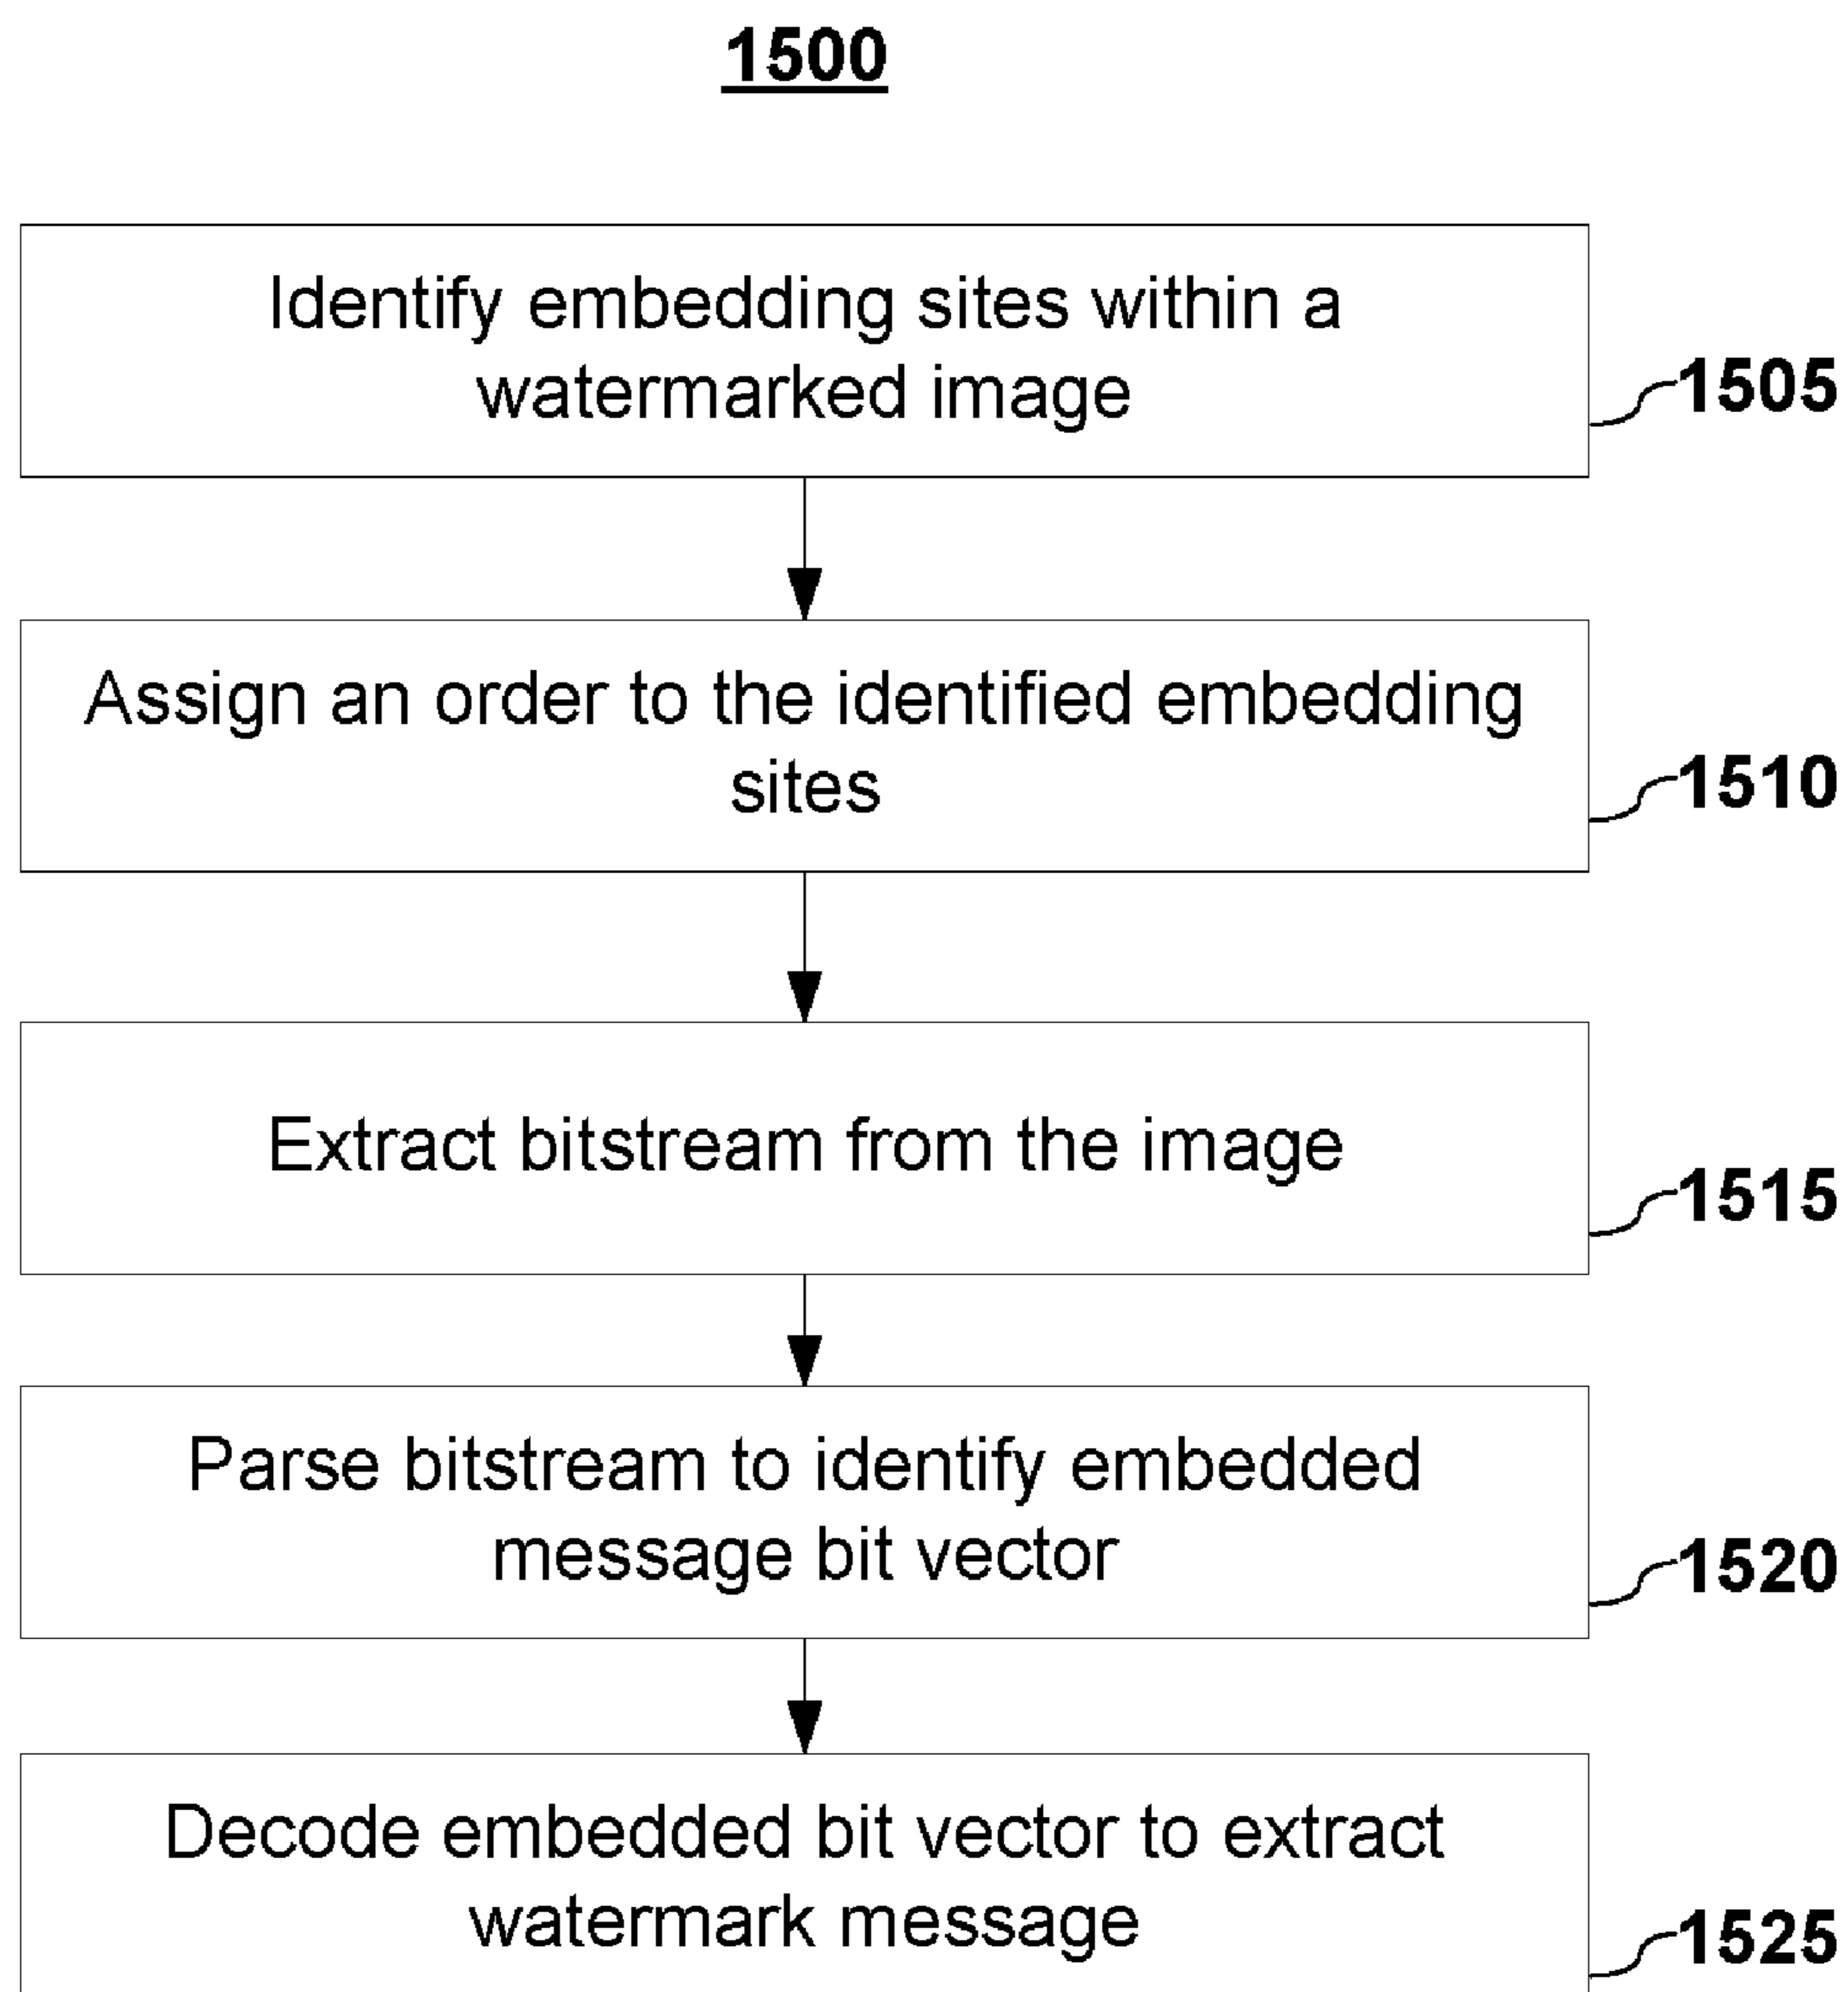 1500
Identify embedding sites within a
watermarked image
1505
Assign an order to the identified embedding
sites
1510
Extract bitstream from the image
1515
Parse bitstream to identify embedded
message bit vector
1520
Decode embedded bit vector to extract
watermark message
1525